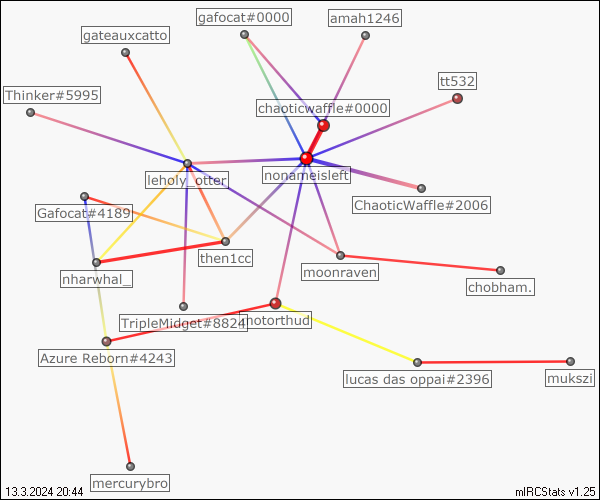 gafocat#0000
amah1246
gateauxcatto
tt532
Thinker#5995
chaoticwaffle#0000
leholy_otter
nonameisleft
ChaoticWaffle#2006
Gafocat#4189
then1cc
moonraven
nharwhal_
chobham.
TripleMidget#8824
notorthud
Azure Reborn#4243
lucas das oppai#2396
mukszi
mercurybro
13.3.2024 20:44
mIRCStats v1.25